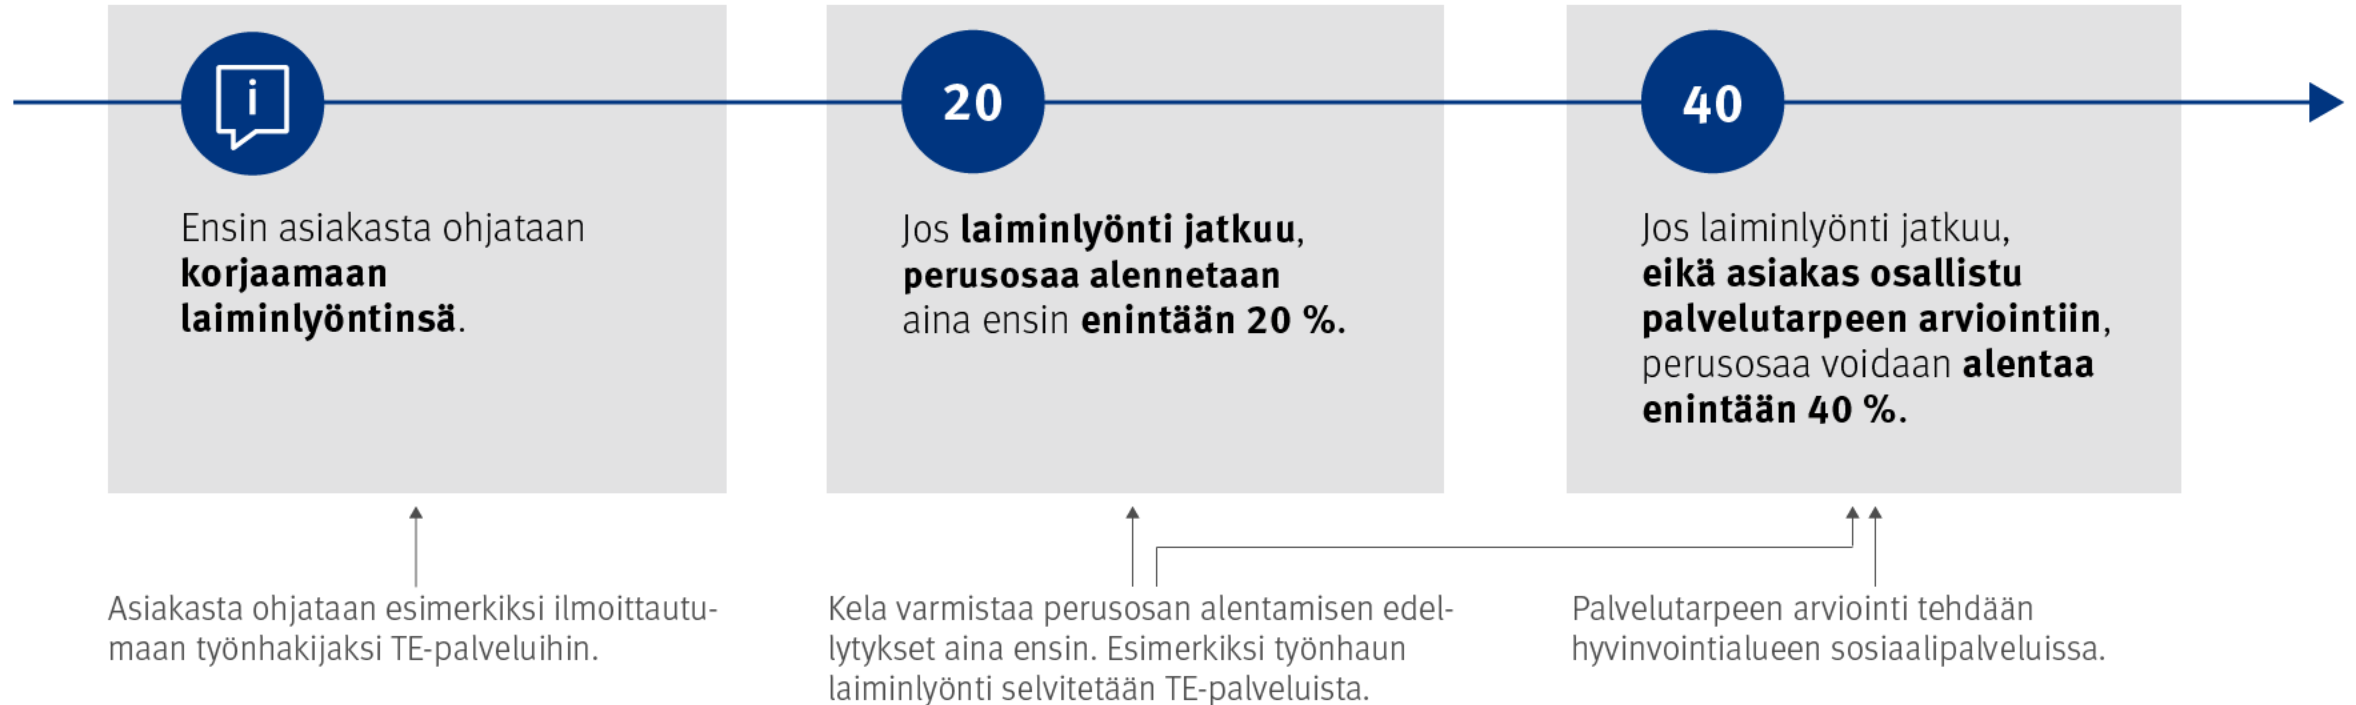 i
Ensin asiakasta ohjataan
korjaamaan
laiminlyöntinsä.
20
Jos laiminlyönti jatkuu,
perusosaa alennetaan
aina ensin enintään 20 %.
40
Jos laiminlyönti jatkuu,
eikä asiakas osallistu
palvelutarpeen arviointiin,
perusosaa voidaan alentaa
enintään 40 %.
Asiakasta ohjataan esimerkiksi ilmoittautu-
maan työnhakijaksi TE-palveluihin.
Kela varmistaa perusosan alentamisen edel-
lytykset aina ensin. Esimerkiksi työnhaun
laiminlyönti selvitetään TE-palveluista.
Palvelutarpeen arviointi tehdään
hyvinvointialueen sosiaalipalveluissa.